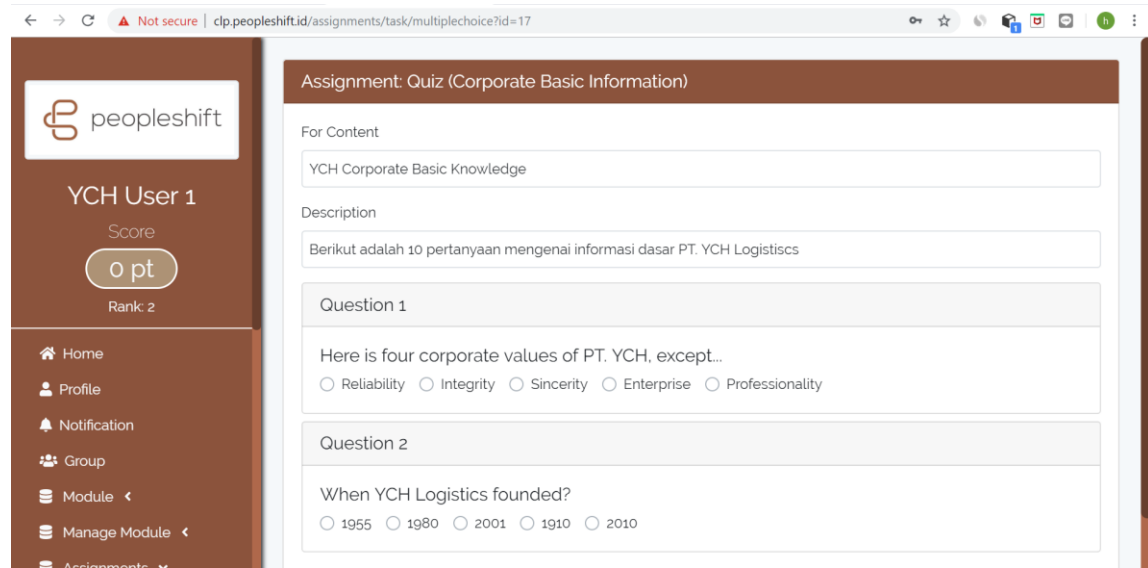 Not secure | clp.peopleshift.id/assignments/task/multiplechoice?id=17
1
h
peopleshift
YCH User 1
Score
0 pt
Rank: 2
Home
Profile
Notification
Group
Module
Manage Module
Assignments
Assignment: Quiz (Corporate Basic Information)
For Content
YCH Corporate Basic Knowledge
Description
Berikut adalah 10 pertanyaan mengenai informasi dasar PT. YCH Logistiscs
Question 1
Here is four corporate values of PT. YCH, except...
Reliability Integrity Sincerity Enterprise Professionality
Question 2
When YCH Logistics founded?
1955 1980 2001 1910 2010